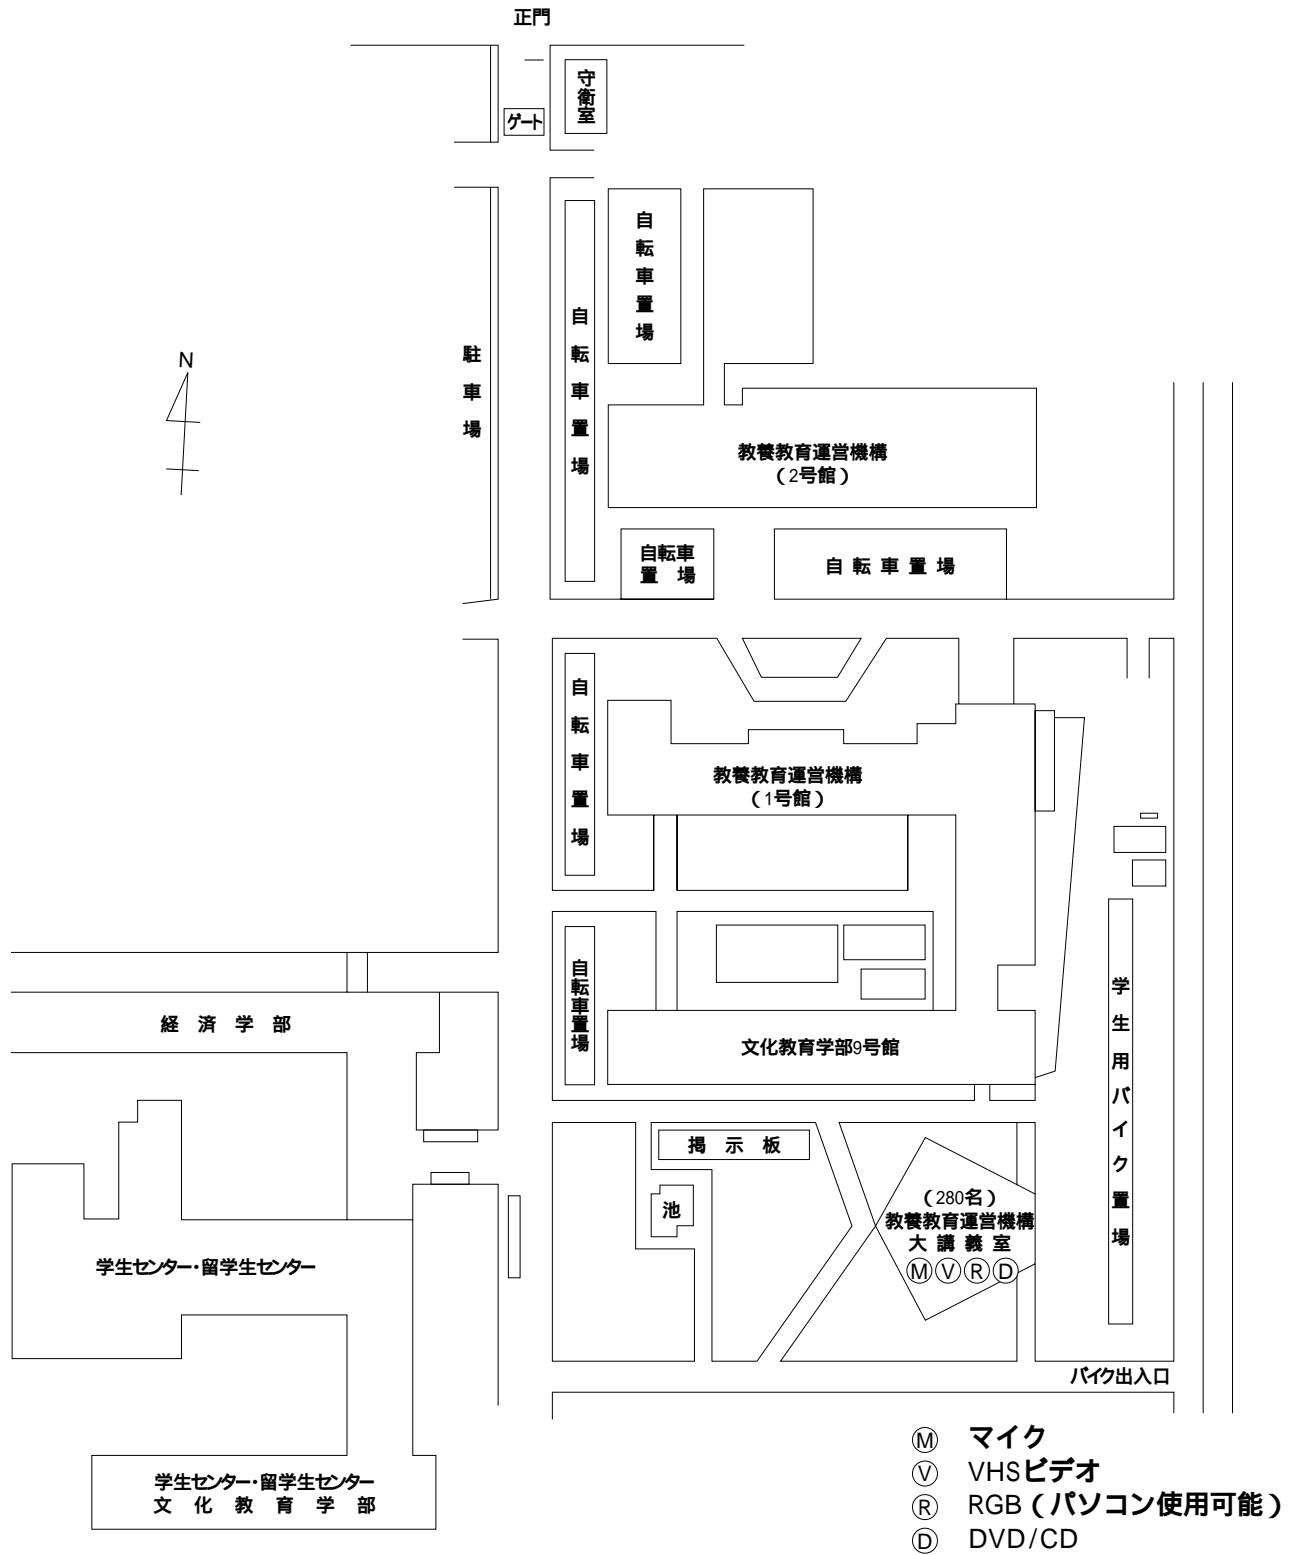 正門
守衛室
ゲート
自転車置場
N
駐車場
自転車置場
教養教育運営機構
(2号館)
自転車
置 場
自 転 車 置 場
自転車置場
教養教育運営機構
(1号館)
自転車置場
経 済 学 部
文化教育学部9号館
学生用バイク置場
掲 示 板
池
(280名)
教養教育運営機構
大 講 義 室
Ⓜ Ⓥ Ⓡ Ⓓ
学生センター・留学生センター
バイク出入口
学生センター・留学生センター
文 化 教 育 学 部
Ⓜ マイク
Ⓥ VHSビデオ
Ⓡ RGB(パソコン使用可能)
Ⓓ DVD/CD